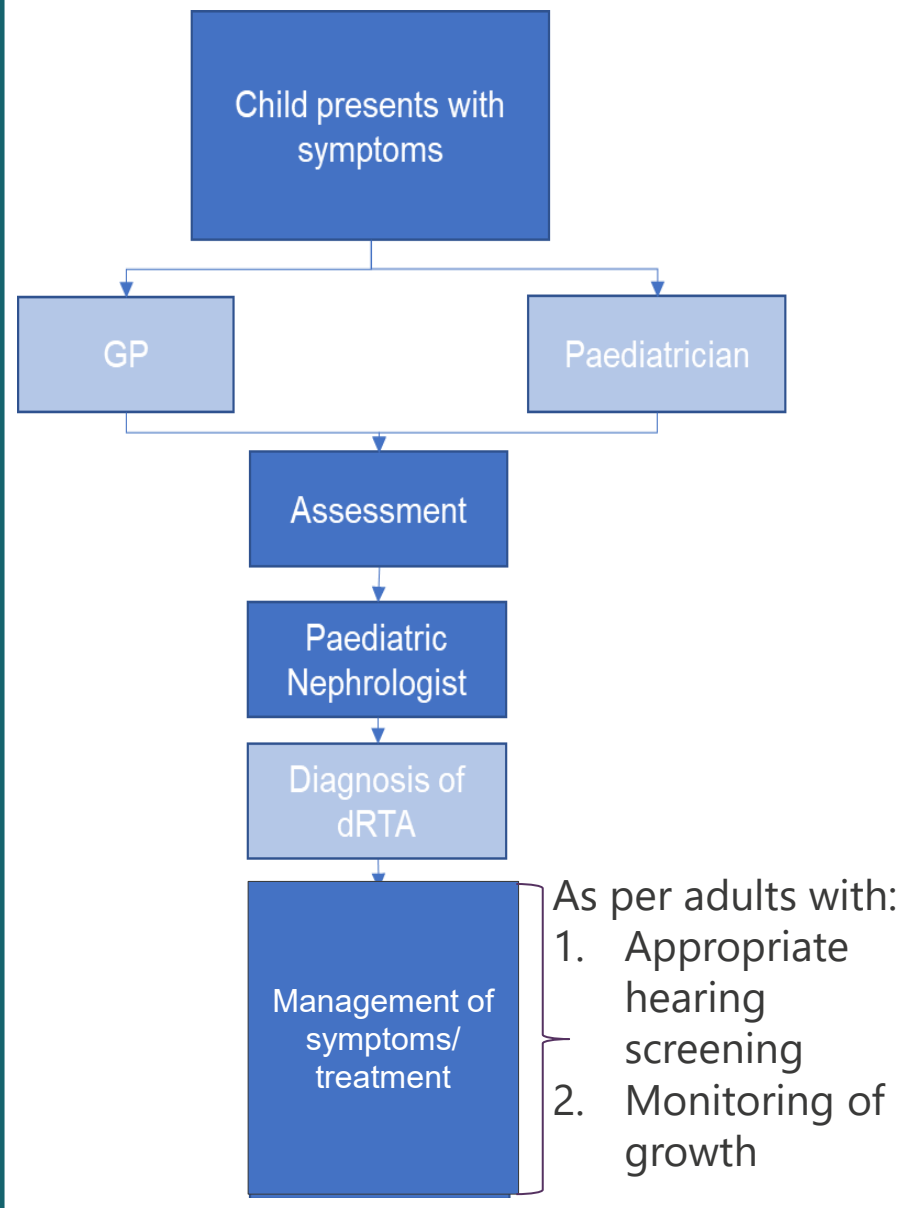 Child presents with
symptoms
GP
Paediatrician
Assessment
Paediatric
Nephrologist
Diagnosis of
dRTA
Management of
symptoms/
treatment
As per adults with:
1. Appropriate
hearing
screening
2. Monitoring of
growth